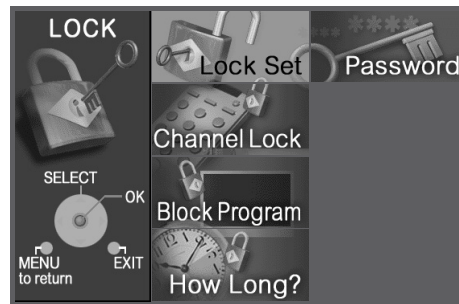 LOCK
SELECT
OK
MENU
to return
EXIT
Lock Set
Password
Channel Lock
Block Program
How Long?